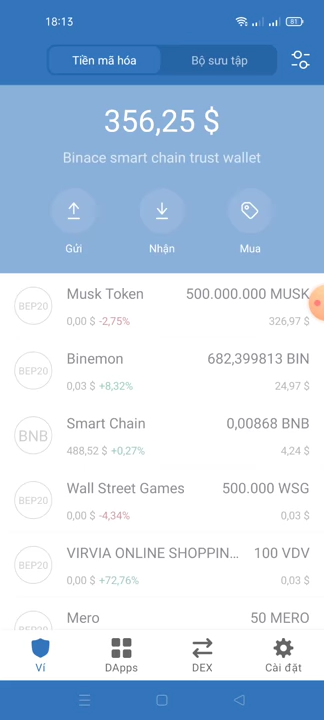 18:13
81
Tiền mã hóa
Bộ sưu tập
356,25 $
Binace smart chain trust wallet
Gửi
Nhận
Mua
BEP20
Musk Token
500.000.000 MUSK
0,00 $ -2,75%
326,97 $
BEP20
Binemon
682,399813 BIN
0,03 $ +8,32%
24,97 $
BNB
Smart Chain
0,00868 BNB
488,52 $ +0,27%
4,24 $
BEP20
Wall Street Games
500.000 WSG
0,00 $ -4,34%
0,03 $
BEP20
VIRVIA ONLINE SHOPPIN...
100 VDV
0,00 $ +72,76%
0,03 $
BEP20
Mero
50 MERO
Ví
DApps
DEX
Cài đặt